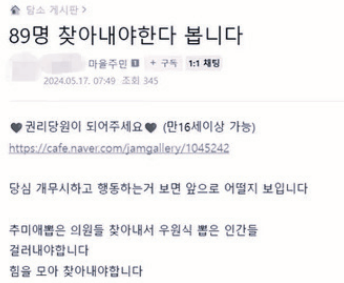 담소 게시판 >
89명 찾아내야한다 봅니다
마을주민 1 + 구독 1:1 채팅
2024.05.17. 07:49 조회 345
🖤권리당원이 되어주세요🖤 (만16세이상 가능)
https://cafe.naver.com/jamgallery/1045242
당심 개무시하고 행동하는거 보면 앞으로 어떨지 보입니다
추미애뽑은 의원들 찾아내서 우원식 뽑은 인간들
걸러내야합니다
힘을 모아 찾아내야합니다